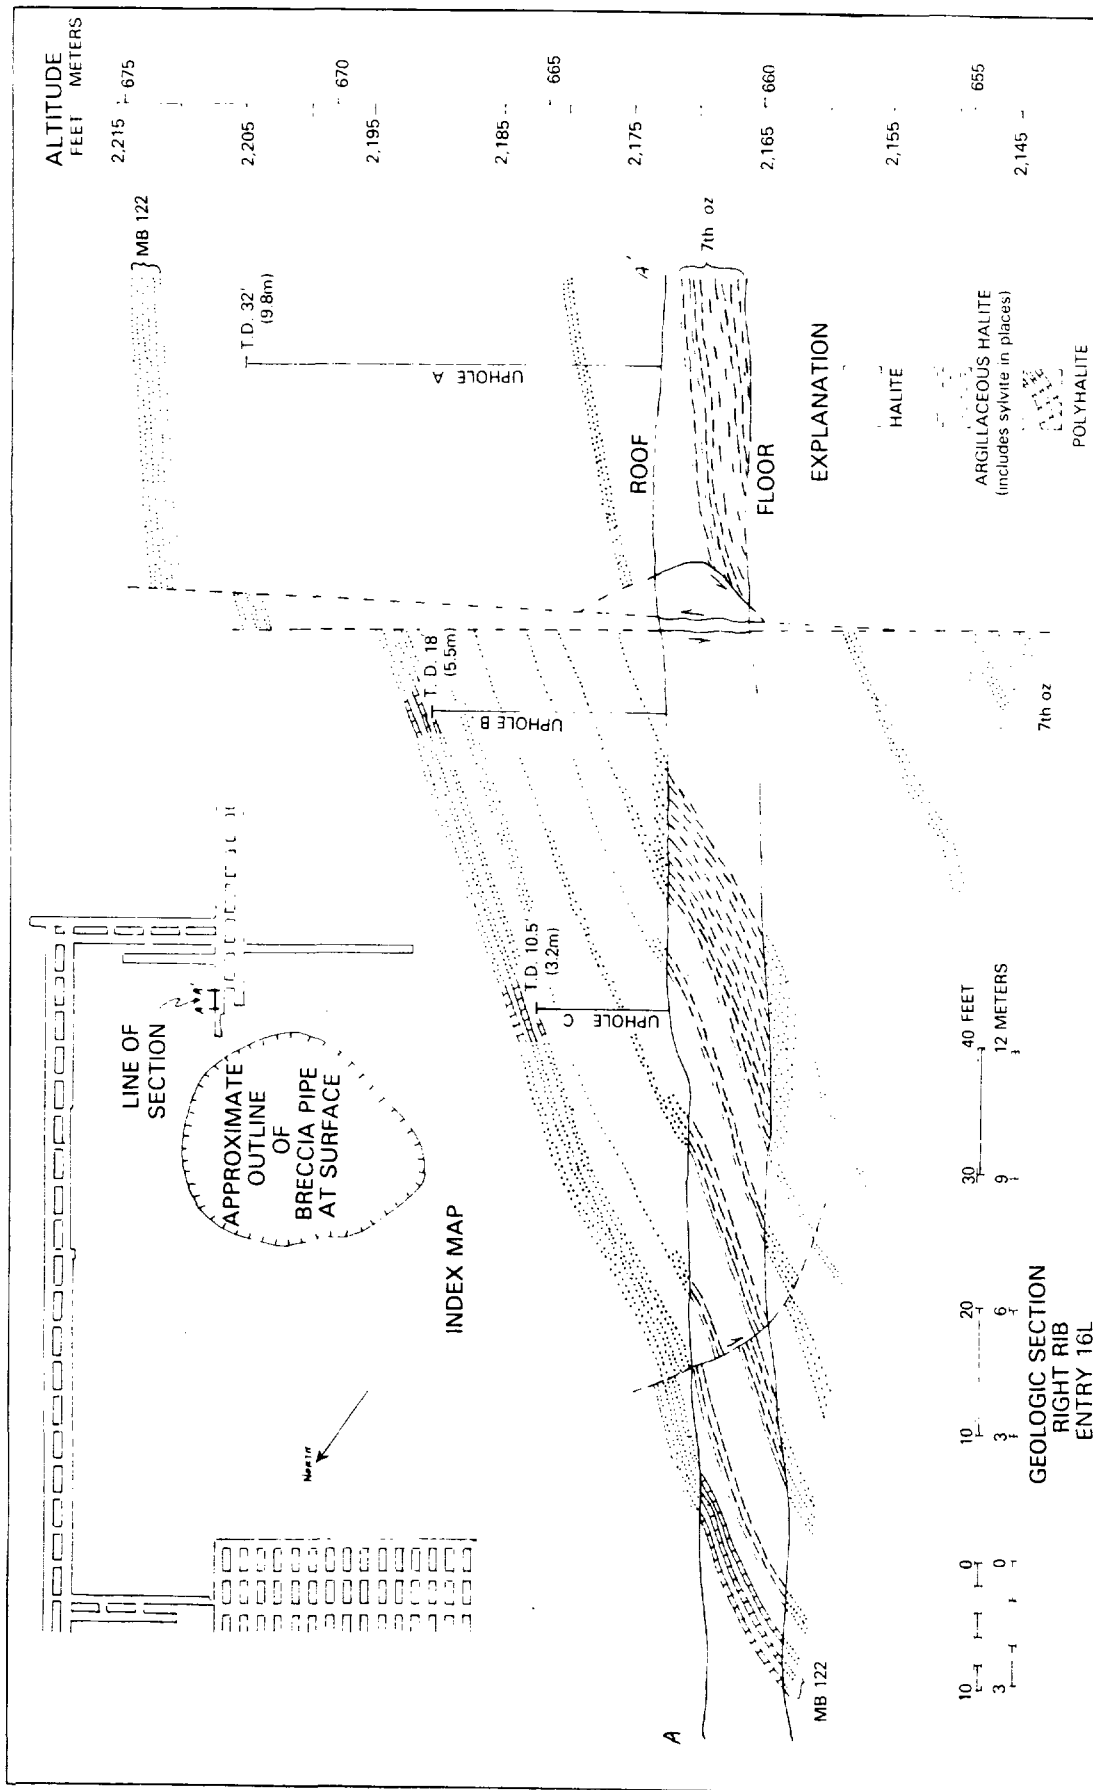 ALTITUDE
FEET METERS
2,215
675
2,205
670
2,195
2,185
665
2,175
660
2,165
2,155
655
2,145
MB 122
T.D. 32'
(9.8m)
UPHOLE A
A'
7th oz
ROOF
FLOOR
EXPLANATION
HALITE
ARGILLACEOUS HALITE
(includes sylvite in places)
POLYHALITE
T. D. 18
(5.5m)
UPHOLE B
7th oz
T.D. 10.5'
(3.2m)
UPHOLE C
LINE OF
SECTION
A A'
APPROXIMATE
OUTLINE
OF
BRECCIA PIPE
AT SURFACE
INDEX MAP
NORTH
A
MB 122
10 0 10 20 30 40 FEET
3 0 3 6 9 12 METERS
GEOLOGIC SECTION
RIGHT RIB
ENTRY 16L